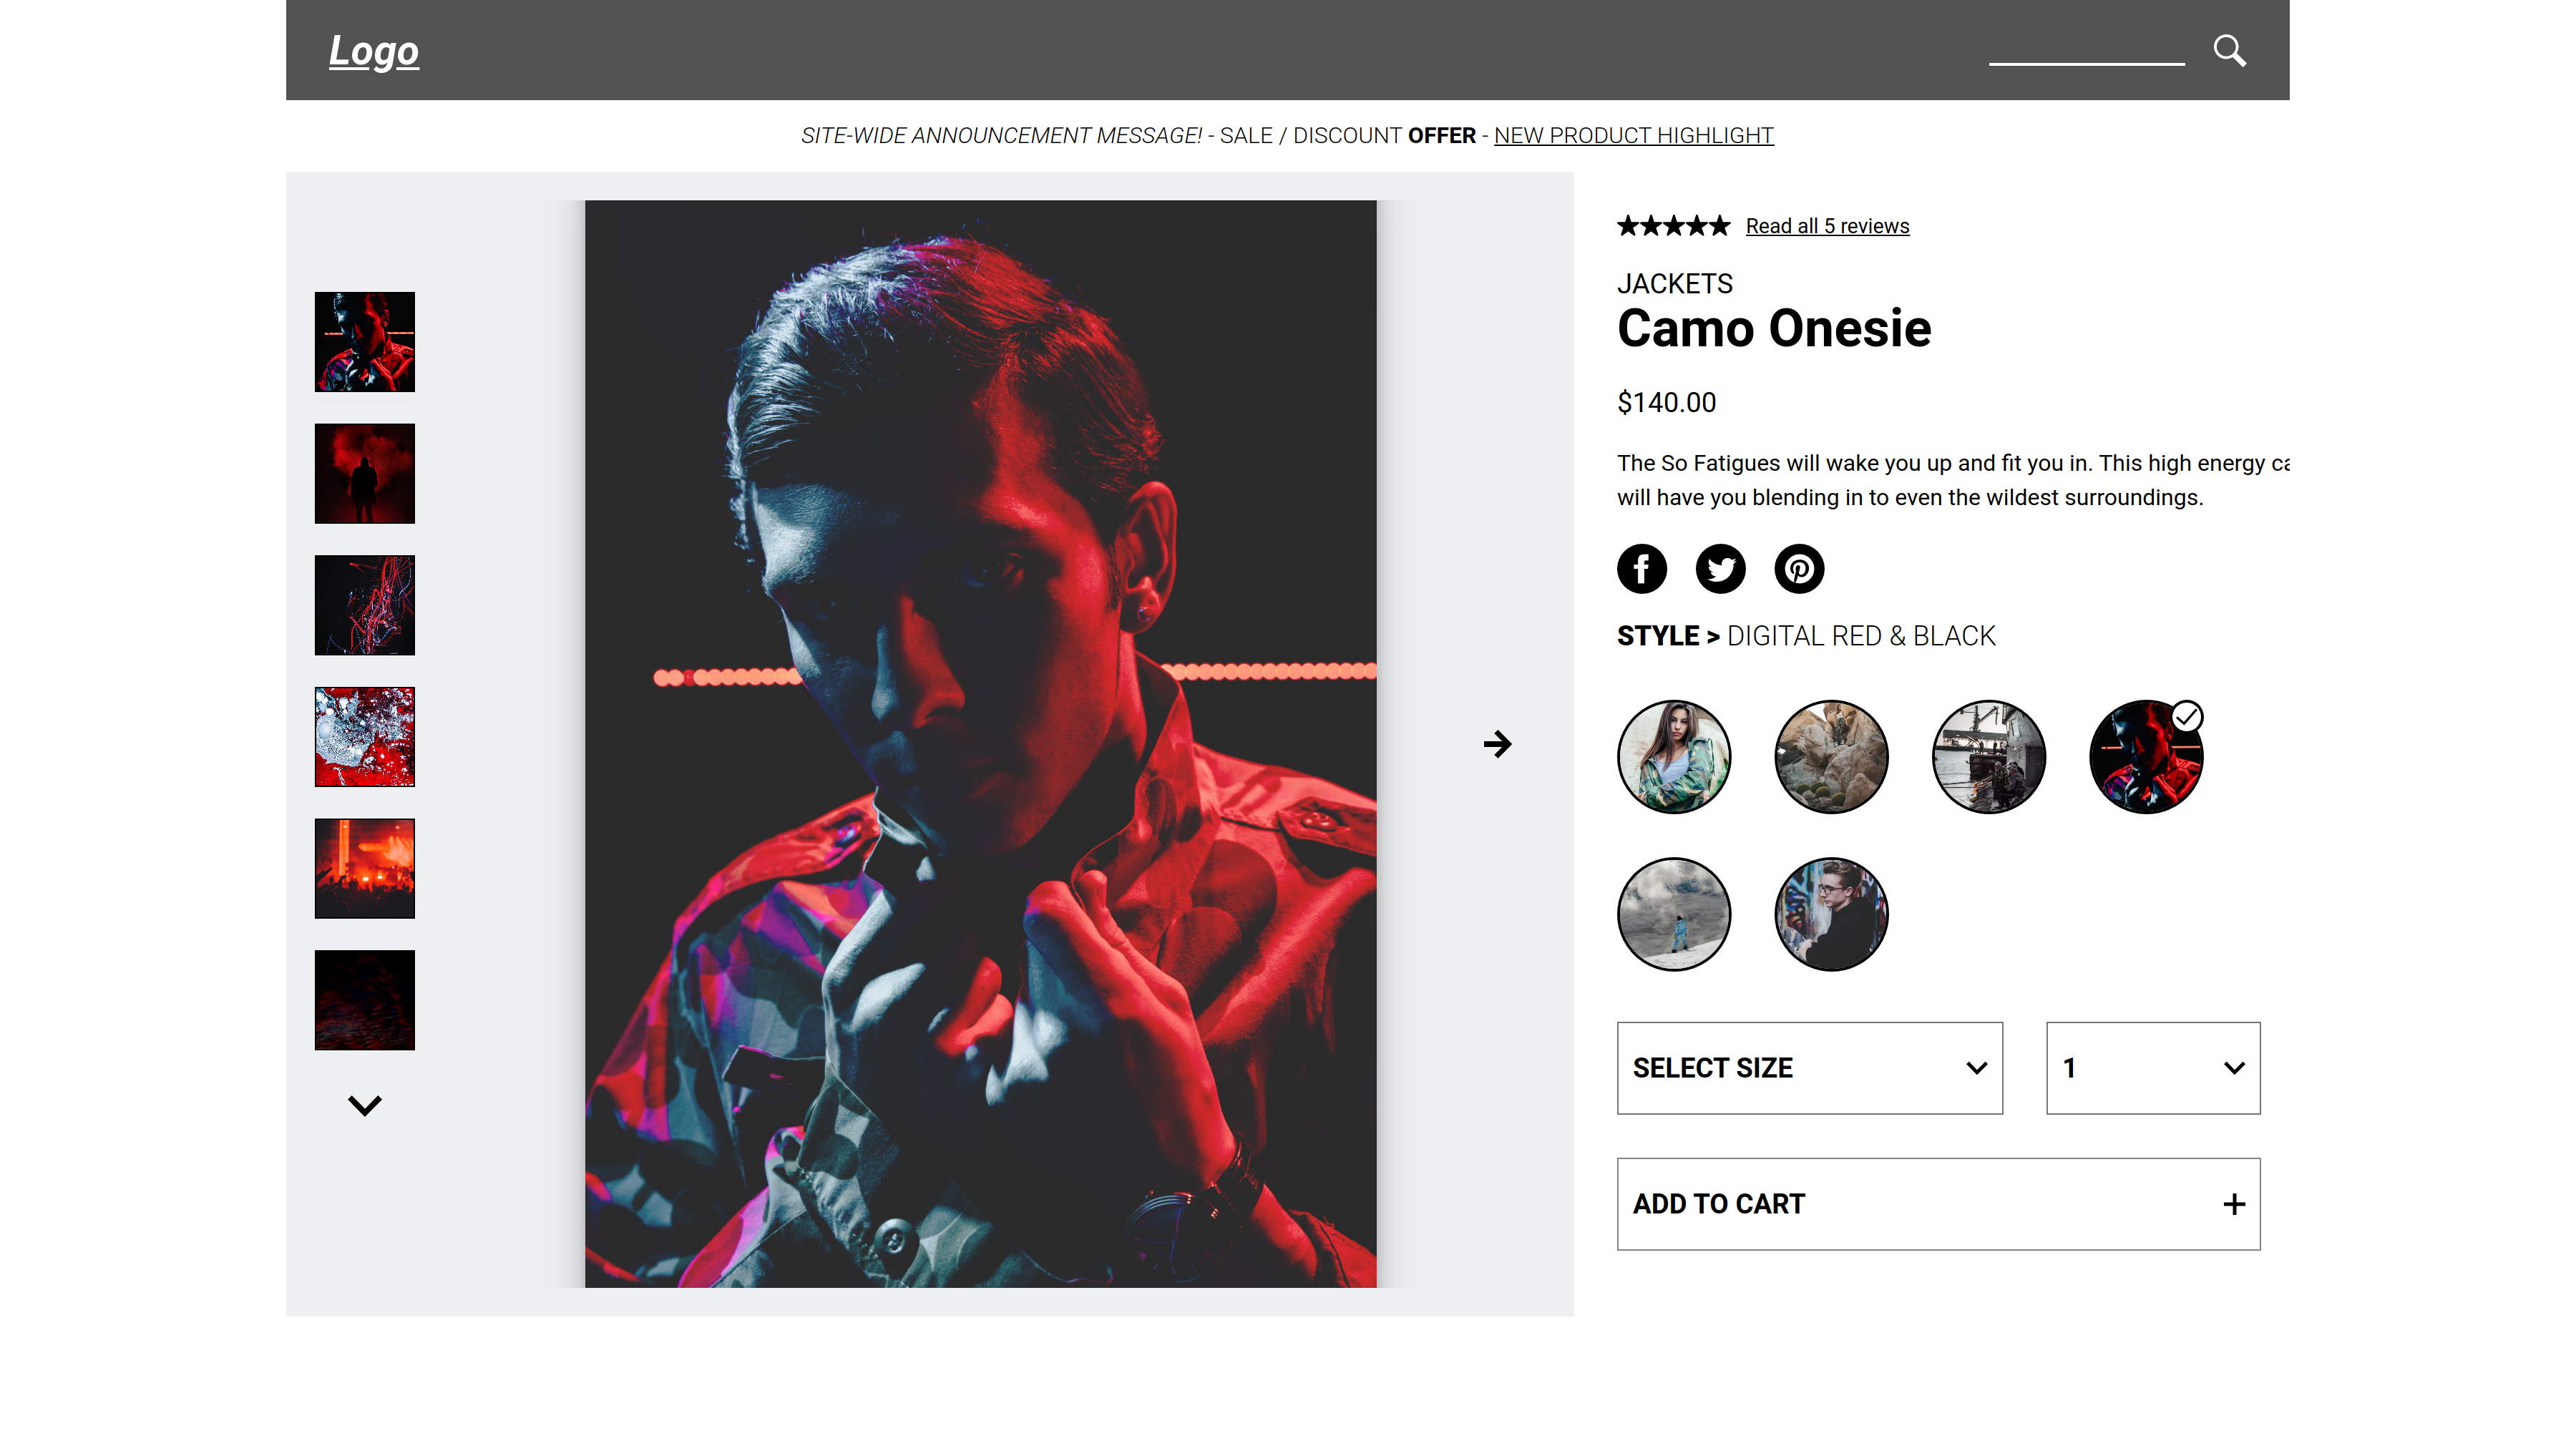 Logo
SITE-WIDE ANNOUNCEMENT MESSAGE! - SALE / DISCOUNT OFFER - NEW PRODUCT HIGHLIGHT
★★★★★ Read all 5 reviews
JACKETS
Camo Onesie
$140.00
The So Fatigues will wake you up and fit you in. This high energy ca
will have you blending in to even the wildest surroundings.
STYLE > DIGITAL RED & BLACK
SELECT SIZE
1
ADD TO CART +